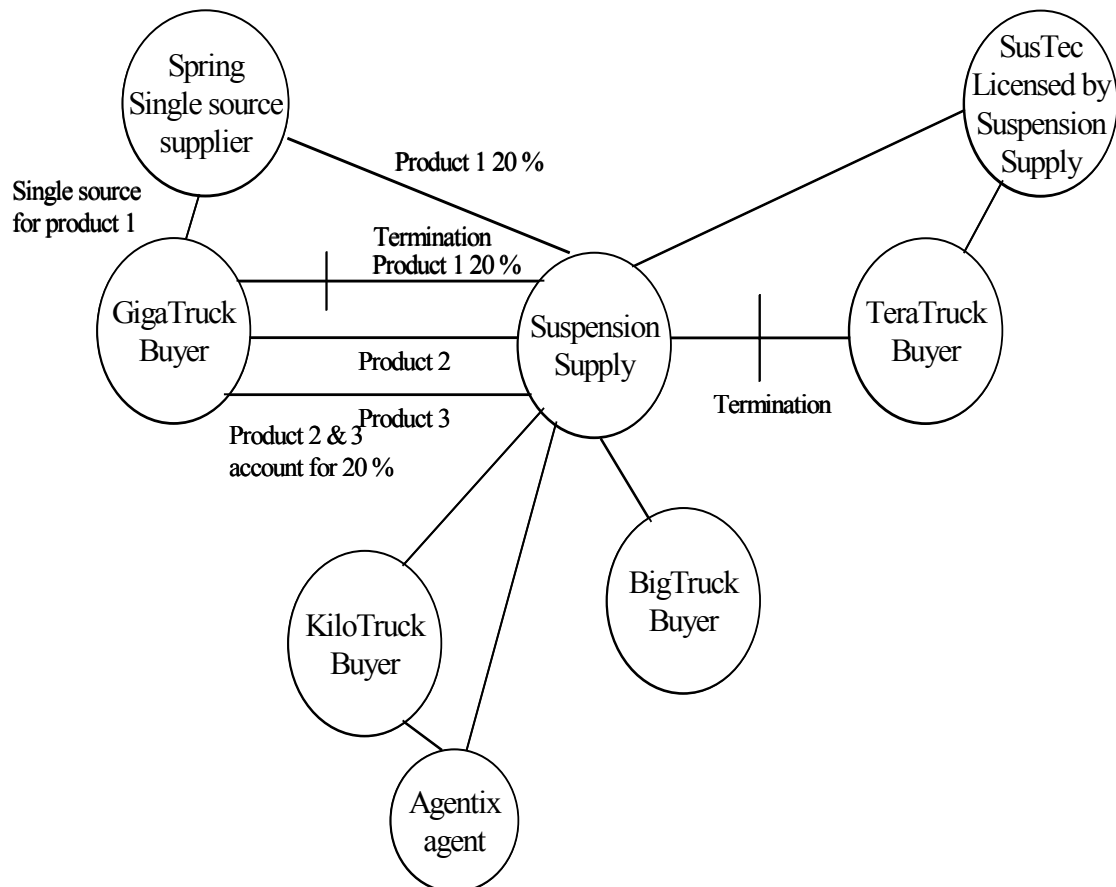 Spring
Single source
supplier
SusTec
Licensed by
Suspension
Supply
Product 1 20 %
Single source
for product 1
Termination
Product 1 20 %
GigaTruck
Buyer
Suspension
Supply
TeraTruck
Buyer
Product 2
Termination
Product 3
Product 2 & 3
account for 20 %
KiloTruck
Buyer
BigTruck
Buyer
Agentix
agent